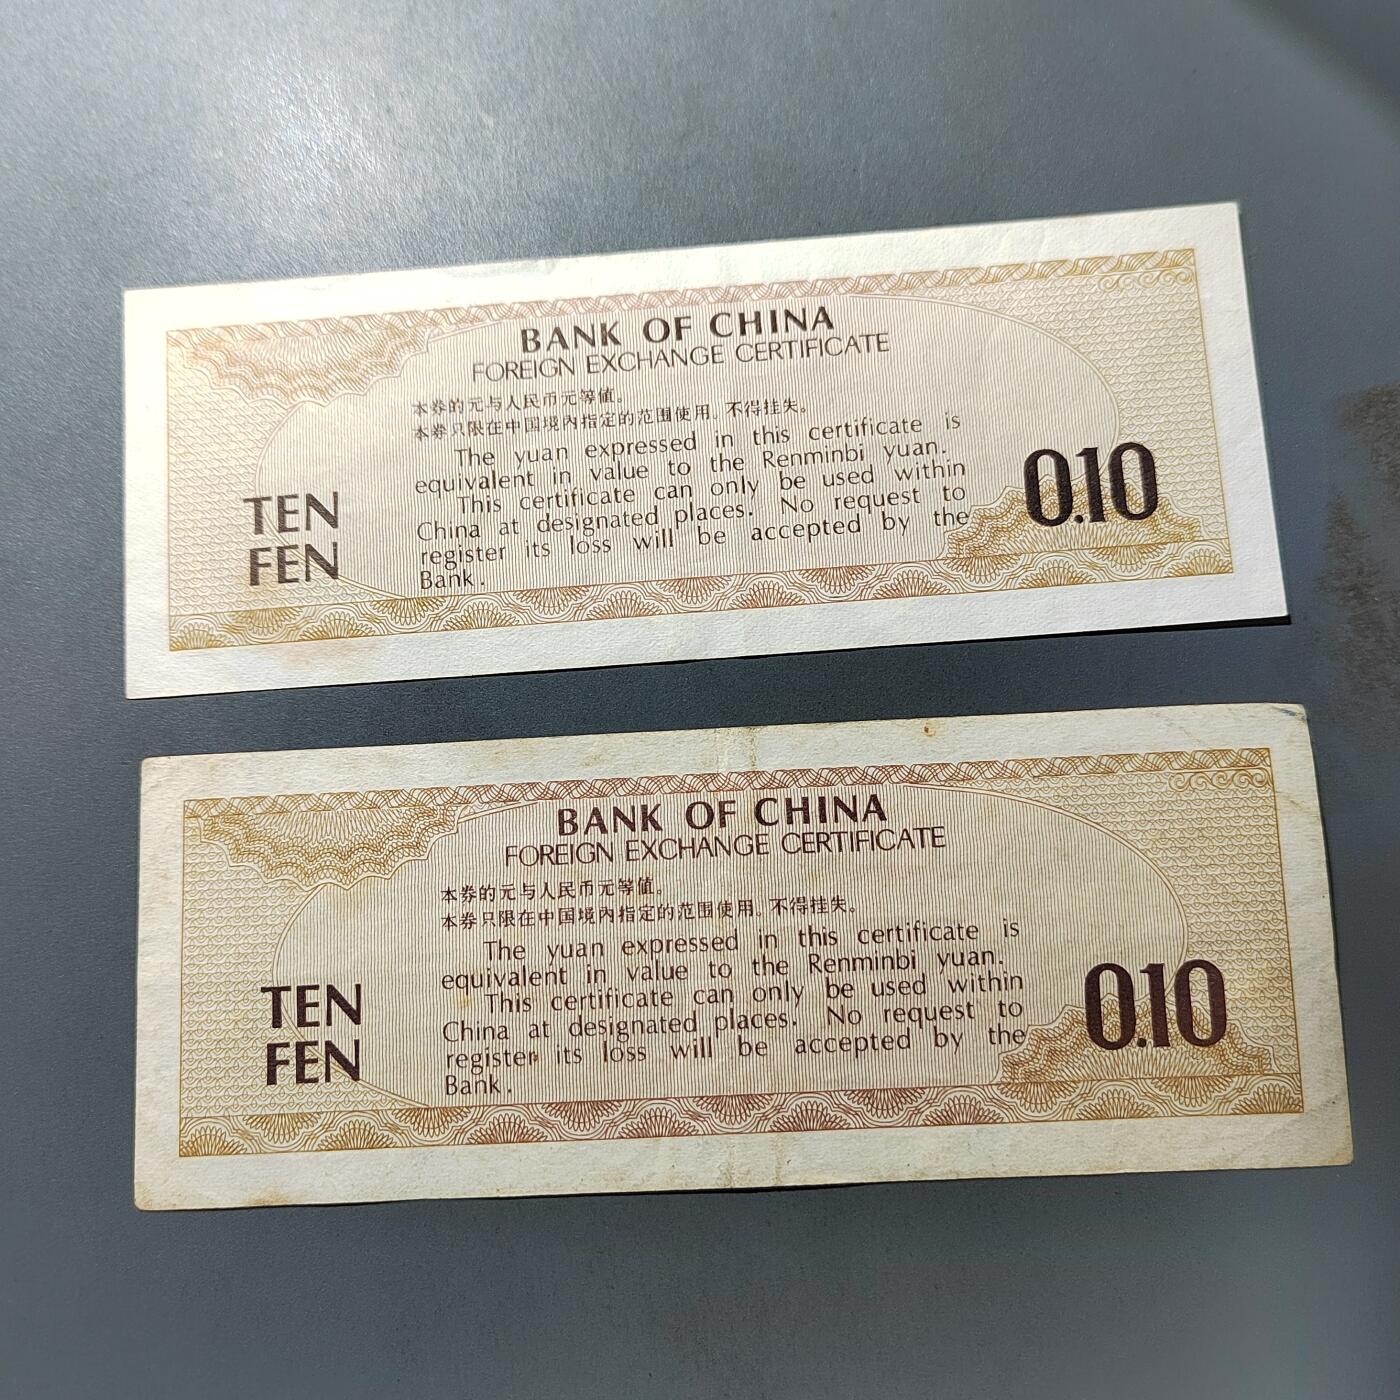 BANK OF CHINA
FOREIGN EXCHANGE CERTIFICATE
本券的元与人民币元等值。
本券只限在中国境内指定的范围使用。不得挂失。
The yuan expressed in this certificate is
equivalent in value to the Renminbi yuan.
This certificate can only be used within
China at designated places. No request to
register its loss will be accepted by the
Bank.
TEN
FEN
0.10
BANK OF CHINA
FOREIGN EXCHANGE CERTIFICATE
本券的元与人民币元等值。
本券只限在中国境内指定的范围使用。不得挂失。
The yuan expressed in this certificate is
equivalent in value to the Renminbi yuan.
This certificate can only be used within
China at designated places. No request to
register its loss will be accepted by the
Bank.
TEN
FEN
0.10